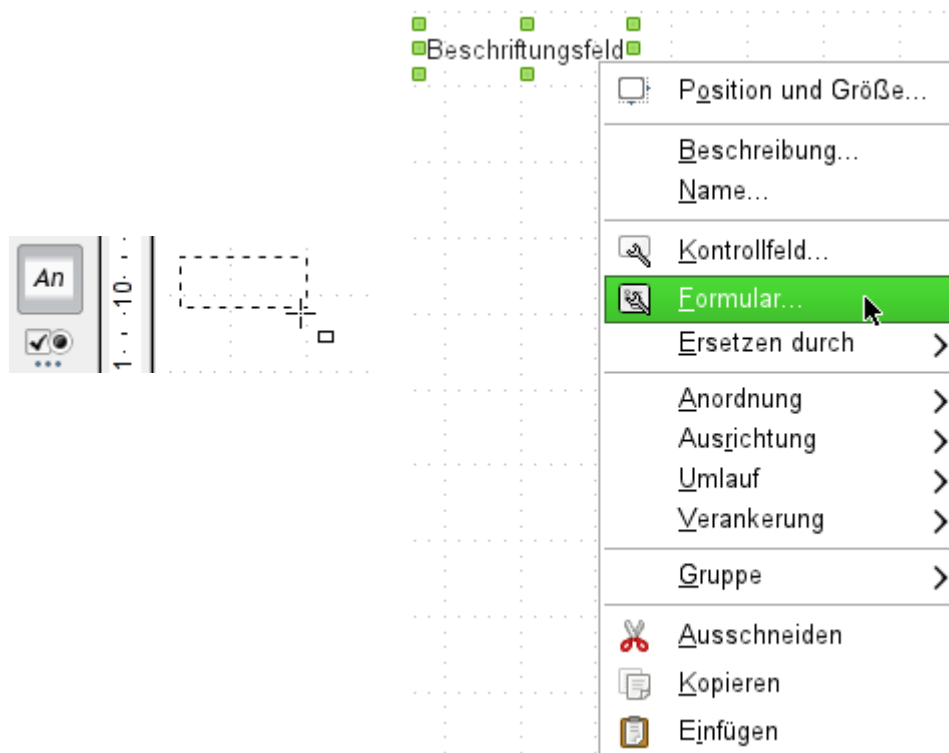 Beschriftungsfeld
Position und Größe...
Beschreibung...
Name...
Kontrollfeld...
Formular...
Ersetzen durch
Anordnung
Ausrichtung
Umlauf
Verankerung
Gruppe
Ausschneiden
Kopieren
Einfügen
An
1 · · · 10 · ·